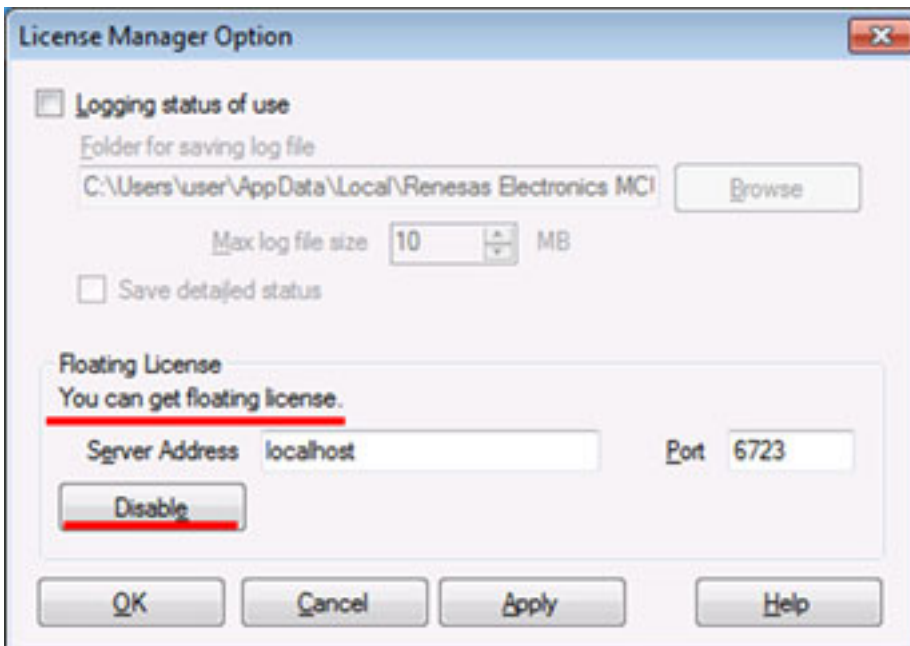 License Manager Option
Logging status of use
Folder for saving log file
C:\Users\user\AppData\Local\Renesas Electronics MCU Browse
Max log file size 10 MB
Save detailed status
Floating License
You can get floating license.
Server Address localhost Port 6723
Disable
OK Cancel Apply Help